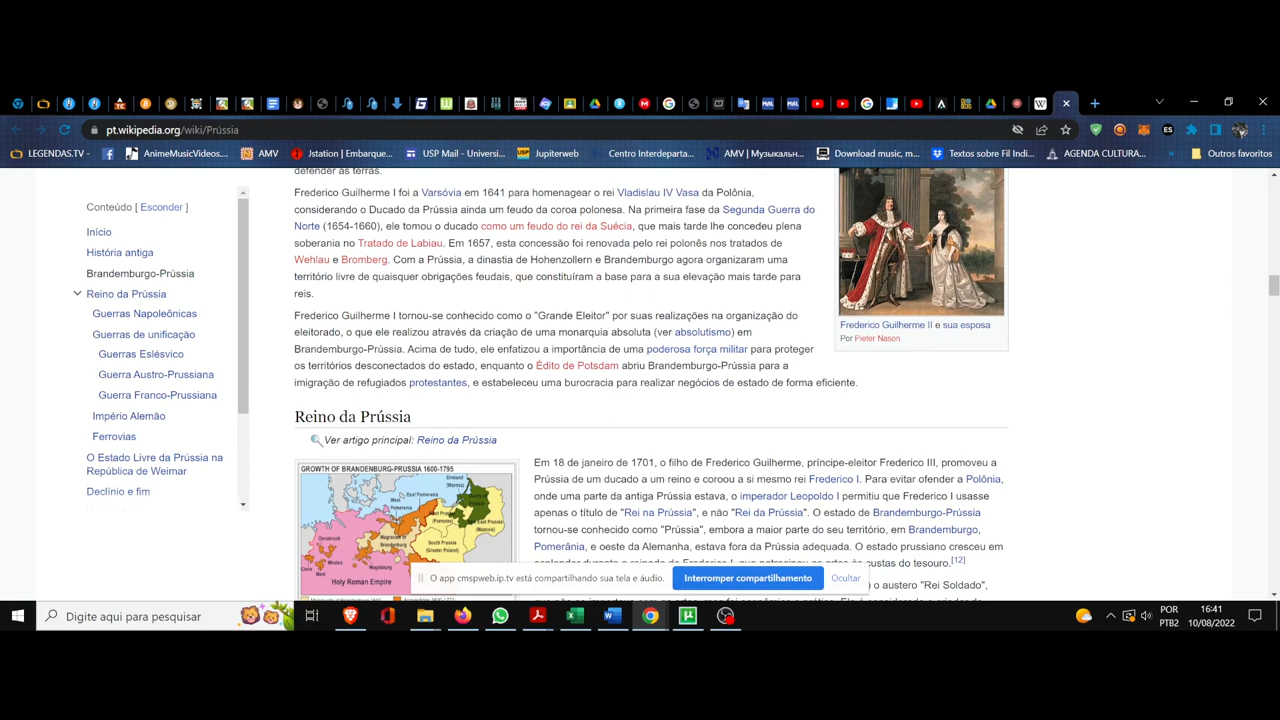 pt.wikipedia.org/wiki/Prússia
LEGENDAS.TV -
AnimeMusicVideos...
AMV
Jstation | Embarque...
USP Mail - Universi...
Jupiterweb
Centro Interdeparta...
AMV | Музыкальн...
Download music, m...
Textos sobre Fil Indi...
AGENDA CULTURA...
»
Outros favoritos
Conteúdo [ Esconder ]
Início
História antiga
Brandemburgo-Prússia
Reino da Prússia
Guerras Napoleônicas
Guerras de unificação
Guerras Eslésvico
Guerra Austro-Prussiana
Guerra Franco-Prussiana
Império Alemão
Ferrovias
O Estado Livre da Prússia na
República de Weimar
Declínio e fim
defender as terras.
Frederico Guilherme I foi a Varsóvia em 1641 para homenagear o rei Vladislau IV Vasa da Polônia,
considerando o Ducado da Prússia ainda um feudo da coroa polonesa. Na primeira fase da Segunda Guerra do
Norte (1654-1660), ele tomou o ducado como um feudo do rei da Suécia, que mais tarde lhe concedeu plena
soberania no Tratado de Labiau. Em 1657, esta concessão foi renovada pelo rei polonês nos tratados de
Wehlau e Bromberg. Com a Prússia, a dinastia de Hohenzollern e Brandemburgo agora organizaram uma
território livre de quaisquer obrigações feudais, que constituíram a base para a sua elevação mais tarde para
reis.
Frederico Guilherme I tornou-se conhecido como o "Grande Eleitor" por suas realizações na organização do
eleitorado, o que ele realizou através da criação de uma monarquia absoluta (ver absolutismo) em
Brandemburgo-Prússia. Acima de tudo, ele enfatizou a importância de uma poderosa força militar para proteger
os territórios desconectados do estado, enquanto o Édito de Potsdam abriu Brandemburgo-Prússia para a
imigração de refugiados protestantes, e estabeleceu uma burocracia para realizar negócios de estado de forma eficiente.
Frederico Guilherme II e sua esposa
Por Pieter Nason
Reino da Prússia
Ver artigo principal: Reino da Prússia
GROWTH OF BRANDENBURG-PRUSSIA 1600-1795
Holy Roman Empire
Em 18 de janeiro de 1701, o filho de Frederico Guilherme, príncipe-eleitor Frederico III, promoveu a
Prússia de um ducado a um reino e coroou a si mesmo rei Frederico I. Para evitar ofender a Polônia,
onde uma parte da antiga Prússia estava, o imperador Leopoldo I permitiu que Frederico I usasse
apenas o título de "Rei na Prússia", e não "Rei da Prússia". O estado de Brandemburgo-Prússia
tornou-se conhecido como "Prússia", embora a maior parte do seu território, em Brandemburgo,
Pomerânia, e oeste da Alemanha, estava fora da Prússia adequada. O estado prussiano cresceu em
custas do tesouro.[12]
) o austero "Rei Soldado",
O app cmspweb.ip.tv está compartilhando sua tela e áudio.
Interromper compartilhamento
Ocultar
Digite aqui para pesquisar
POR
PTB2
16:41
10/08/2022